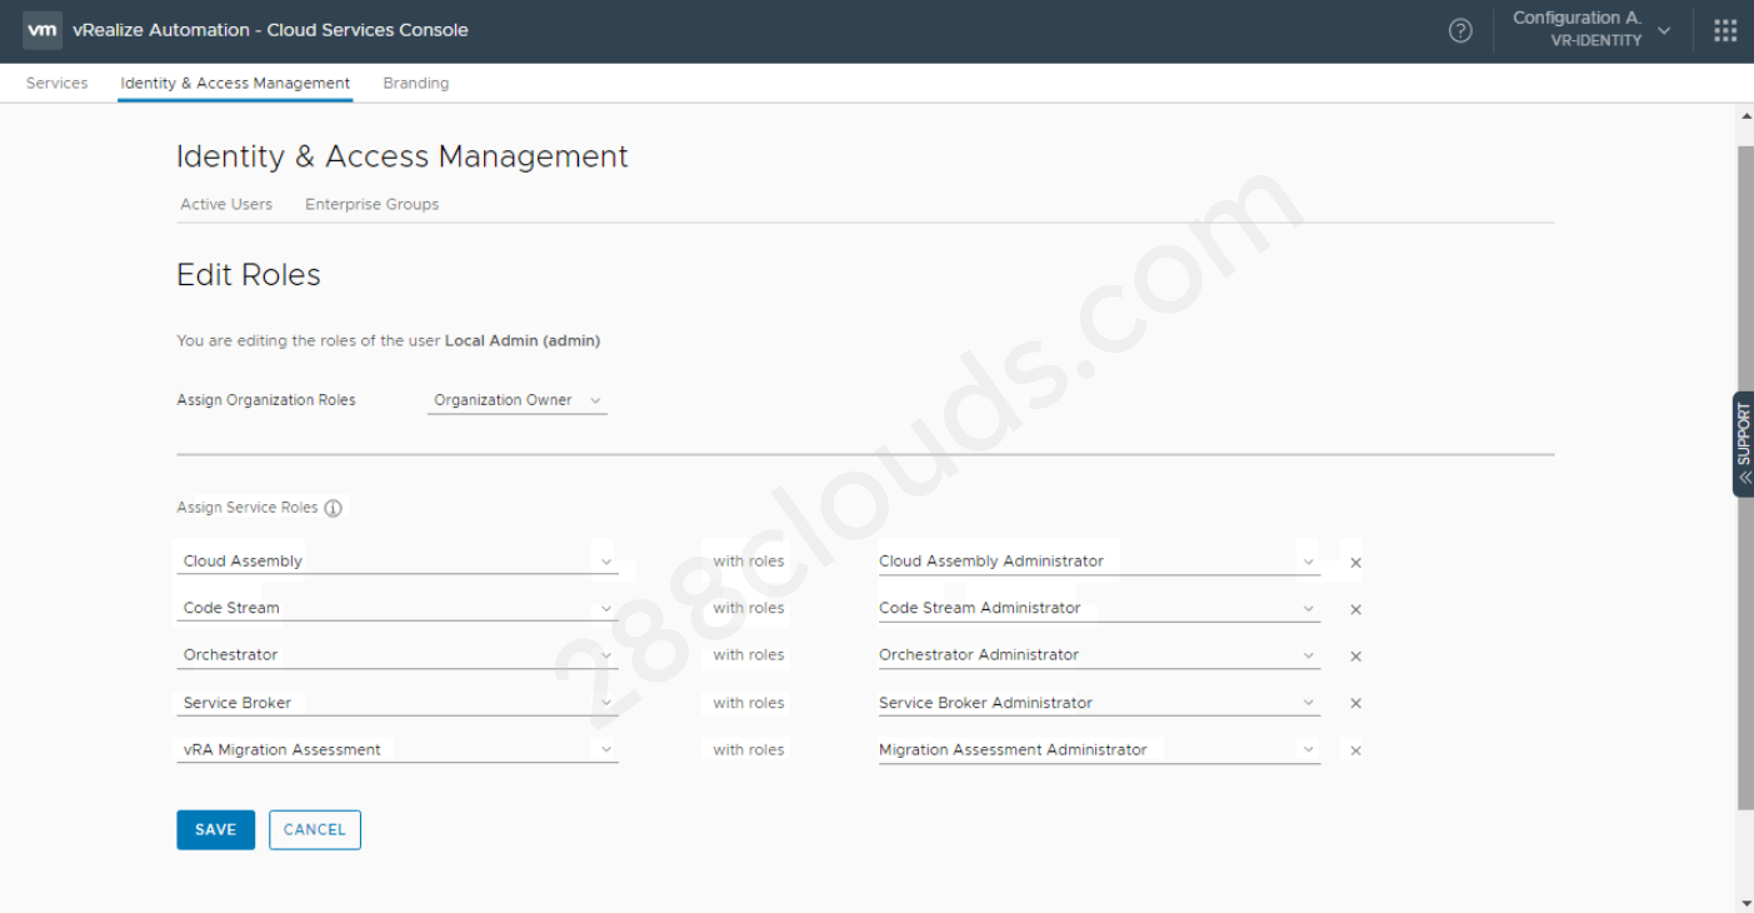 vm vRealize Automation - Cloud Services Console
Configuration A.
VR-IDENTITY
Services Identity & Access Management Branding
Identity & Access Management
Active Users Enterprise Groups
Edit Roles
You are editing the roles of the user Local Admin (admin)
Assign Organization Roles Organization Owner
SUPPORT
Assign Service Roles
Cloud Assembly with roles Cloud Assembly Administrator
Code Stream with roles Code Stream Administrator
Orchestrator with roles Orchestrator Administrator
Service Broker with roles Service Broker Administrator
vRA Migration Assessment with roles Migration Assessment Administrator
SAVE CANCEL
288clouds.com